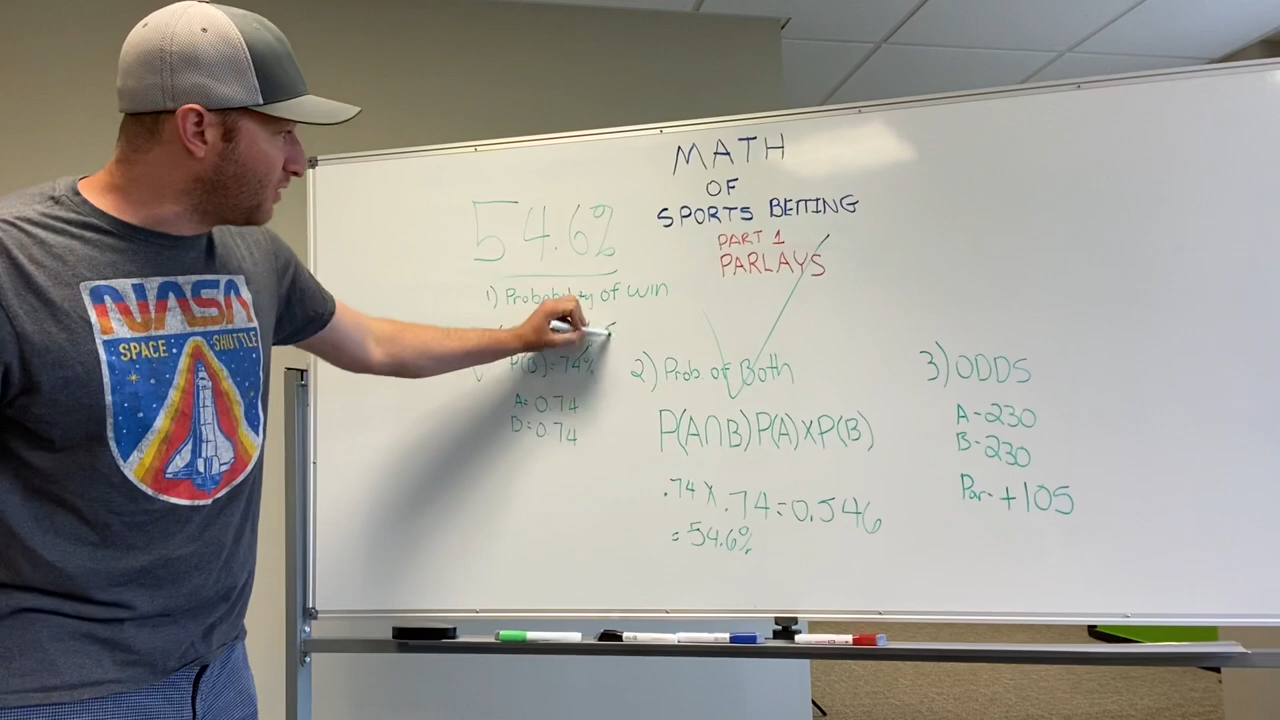 MATH
OF
SPORTS BETTING
PART 1
PARLAYS
54.6%
1) Probability of win
P(B)=74%
A=0.74
B=0.74
2) Prob. of Both
P(A∩B)P(A)XP(B)
.74 X .74=0.546
=54.6%
3) ODDS
A-230
B-230
Par- +105
NASA
SPACE SHUTTLE